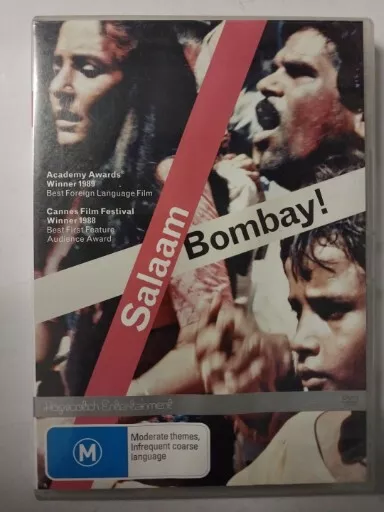 Academy Awards
Winner 1989
Best Foreign Language Film
Cannes Film Festival
Winner 1988
Best First Feature
Audience Award
Salaam
Bombay!
Entertainment
DVD
M
Moderate themes,
Infrequent coarse
language